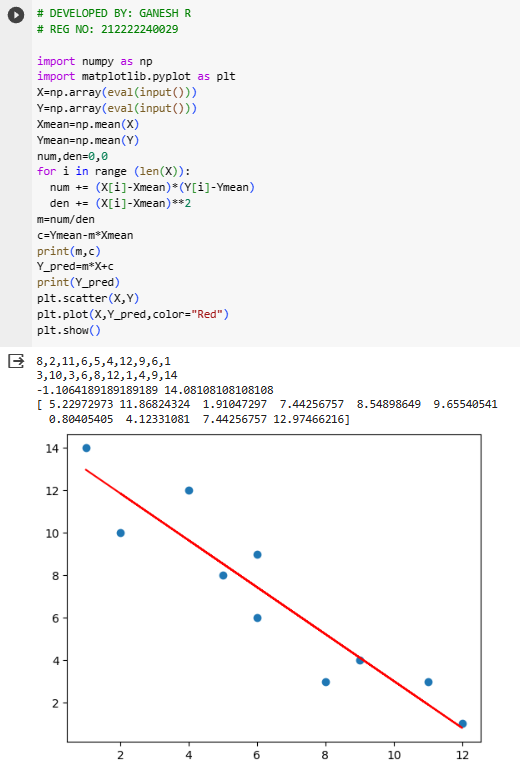 # DEVELOPED BY: GANESH R
# REG NO: 212222240029
import numpy as np
import matplotlib.pyplot as plt
X=np.array(eval(input()))
Y=np.array(eval(input()))
Xmean=np.mean(X)
Ymean=np.mean(Y)
num,den=0,0
for i in range (len(X)):
  num += (X[i]-Xmean)*(Y[i]-Ymean)
  den += (X[i]-Xmean)**2
m=num/den
c=Ymean-m*Xmean
print(m,c)
Y_pred=m*X+c
print(Y_pred)
plt.scatter(X,Y)
plt.plot(X,Y_pred,color="Red")
plt.show()
8,2,11,6,5,4,12,9,6,1
3,10,3,6,8,12,1,4,9,14
-1.1064189189189189 14.08108108108108
[ 5.22972973 11.86824324  1.91047297  7.44256757  8.54898649  9.65540541
  0.80405405  4.12331081  7.44256757 12.97466216]
14
12
10
8
6
4
2
2 4 6 8 10 12